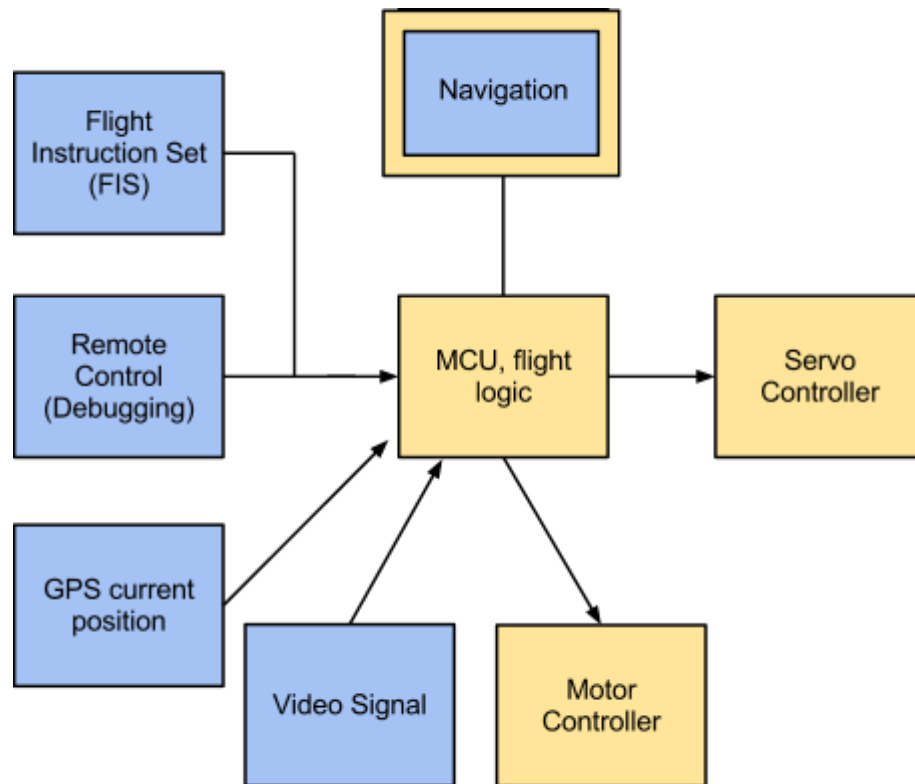 Navigation
Flight
Instruction Set
(FIS)
Remote
Control
(Debugging)
MCU, flight
logic
Servo
Controller
GPS current
position
Video Signal
Motor
Controller